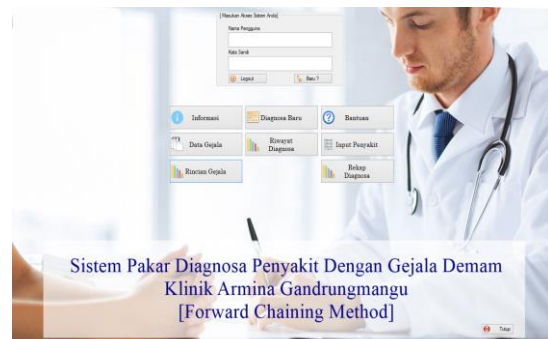 [Masukan Akses Sistem Anda]
Nama Pengguna
Kata Sandi
Logout
Baru ?
Informasi
Diagnosa Baru
Bantuan
Data Gejala
Riwayat
Diagnosa
Input Penyakit
Rincian Gejala
Rekap
Diagnosa
Sistem Pakar Diagnosa Penyakit Dengan Gejala Demam
Klinik Armina Gandrungmangu
[Forward Chaining Method]
Tutup